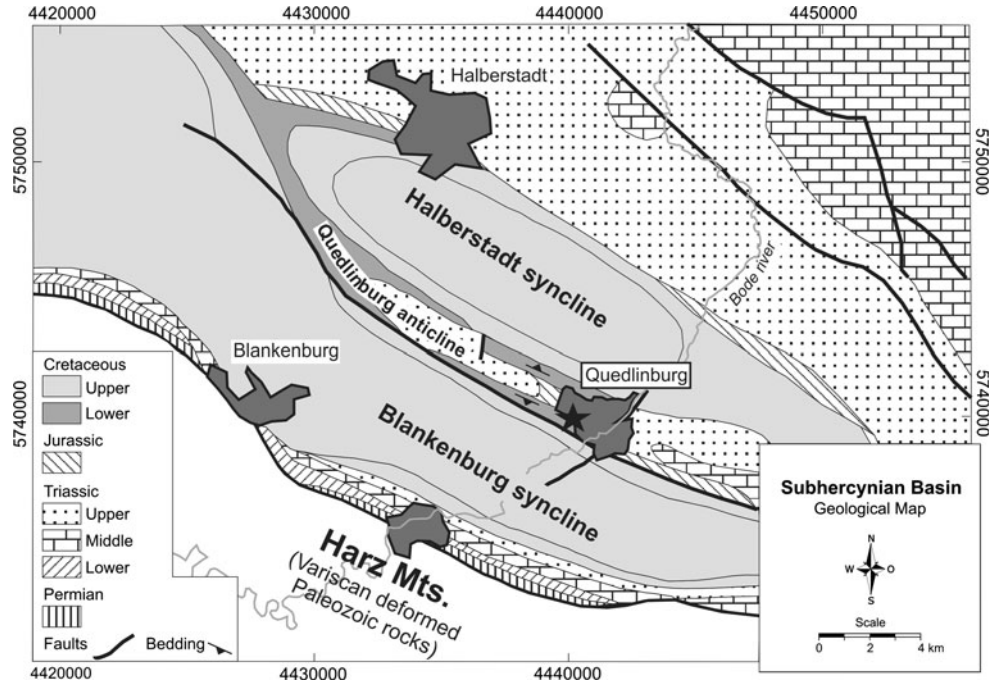 4420000
4430000
4440000
4450000
5750000
5750000
Halberstadt
Halberstadt syncline
Quedlinburg anticline
Bode river
Blankenburg
Quedlinburg
5740000
5740000
Blankenburg syncline
Harz Mts.
(Variscan deformed
Paleozoic rocks)
Cretaceous
Upper
Lower
Jurassic
Triassic
Upper
Middle
Lower
Permian
Faults
Bedding
Subhercynian Basin
Geological Map
N
W O
S
Scale
0 2 4 km
4420000
4430000
4440000